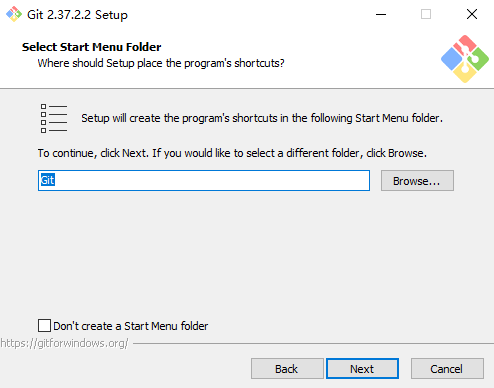 Git 2.37.2.2 Setup
Select Start Menu Folder
Where should Setup place the program's shortcuts?
Setup will create the program's shortcuts in the following Start Menu folder.
To continue, click Next. If you would like to select a different folder, click Browse.
Git
Browse...
Don't create a Start Menu folder
https://gitforwindows.org/
Back
Next
Cancel